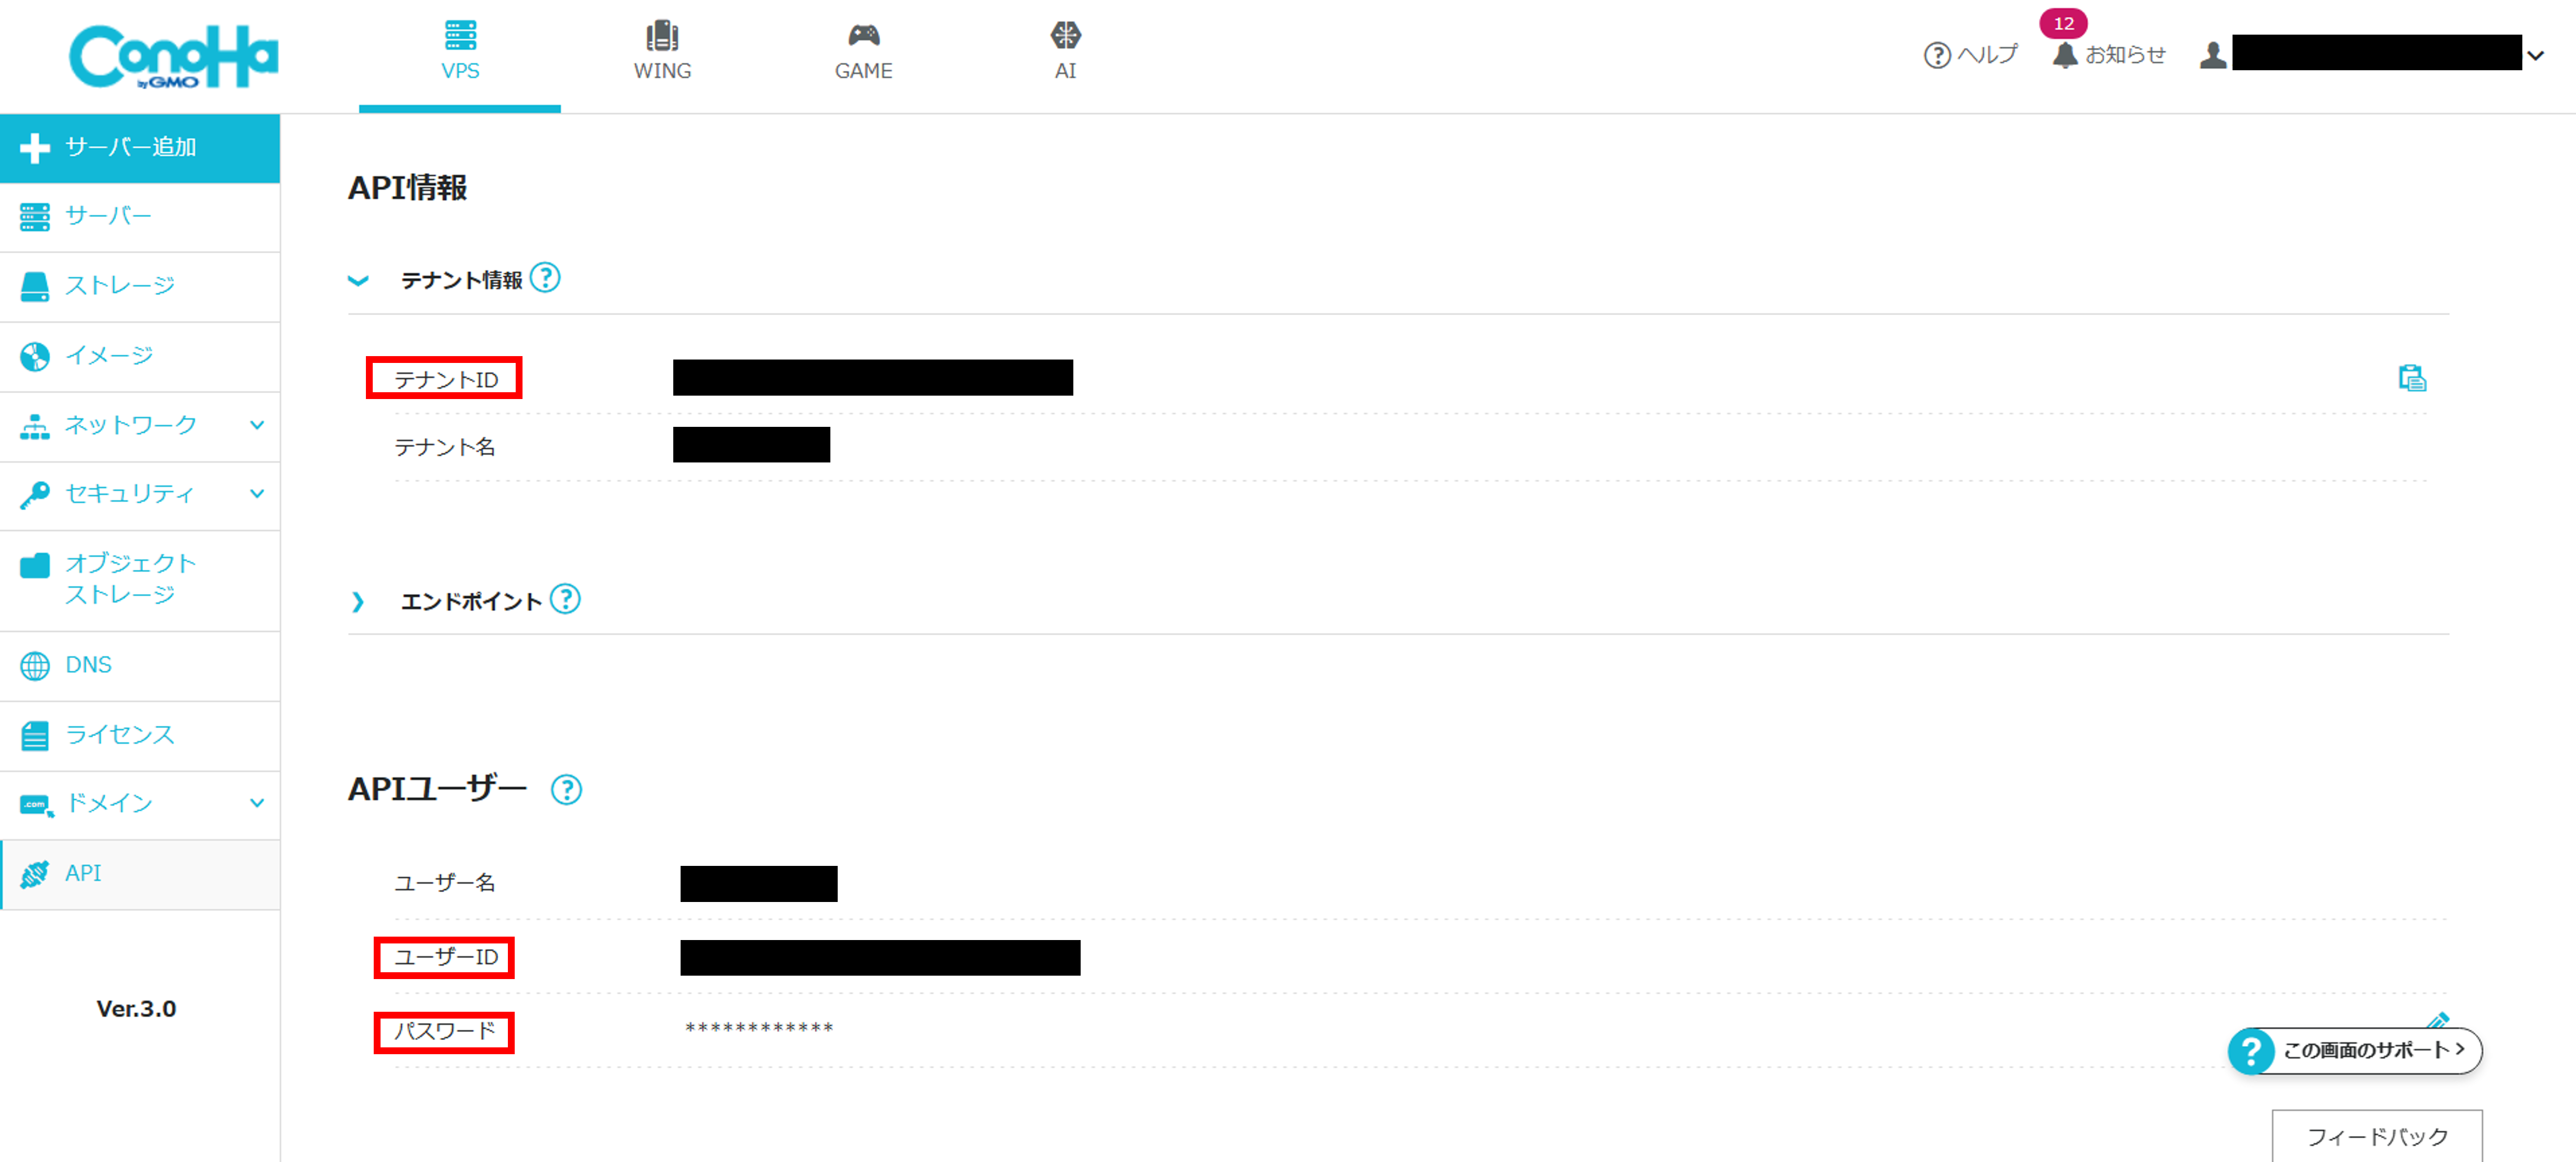 ConoHa
by GMO
VPS
WING
GAME
AI
ヘルプ
12
お知らせ
サーバー追加
サーバー
ストレージ
イメージ
ネットワーク
セキュリティ
オブジェクト
ストレージ
DNS
ライセンス
.com
ドメイン
API
Ver.3.0
API情報
テナント情報 ?
テナントID
テナント名
エンドポイント ?
APIユーザー ?
ユーザー名
ユーザーID
パスワード ************
? この画面のサポート >
フィードバック